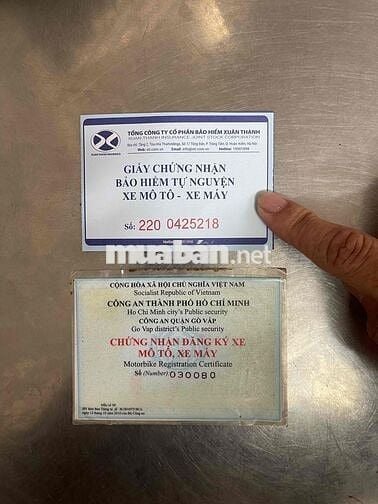 TỔNG CÔNG TY CỔ PHẦN BẢO HIỂM XUÂN THÀNH
XUAN THANH INSURANCE JOINT STOCK CORPORATION
GIẤY CHỨNG NHẬN
BẢO HIỂM TỰ NGUYỆN
XE MÔ TÔ - XE MÁY
Số: 220 0425218
muaban.net
CỘNG HÒA XÃ HỘI CHỦ NGHĨA VIỆT NAM
Socialist Republic of Vietnam
CÔNG AN THÀNH PHỐ HỒ CHÍ MINH
Ho Chi Minh city's Public security
CÔNG AN QUẬN GÒ VẤP
Go Vap district's Public security
CHỨNG NHẬN ĐĂNG KÝ XE
MÔ TÔ, XE MÁY
Motorbike Registration Certificate
Số (Number) 030080